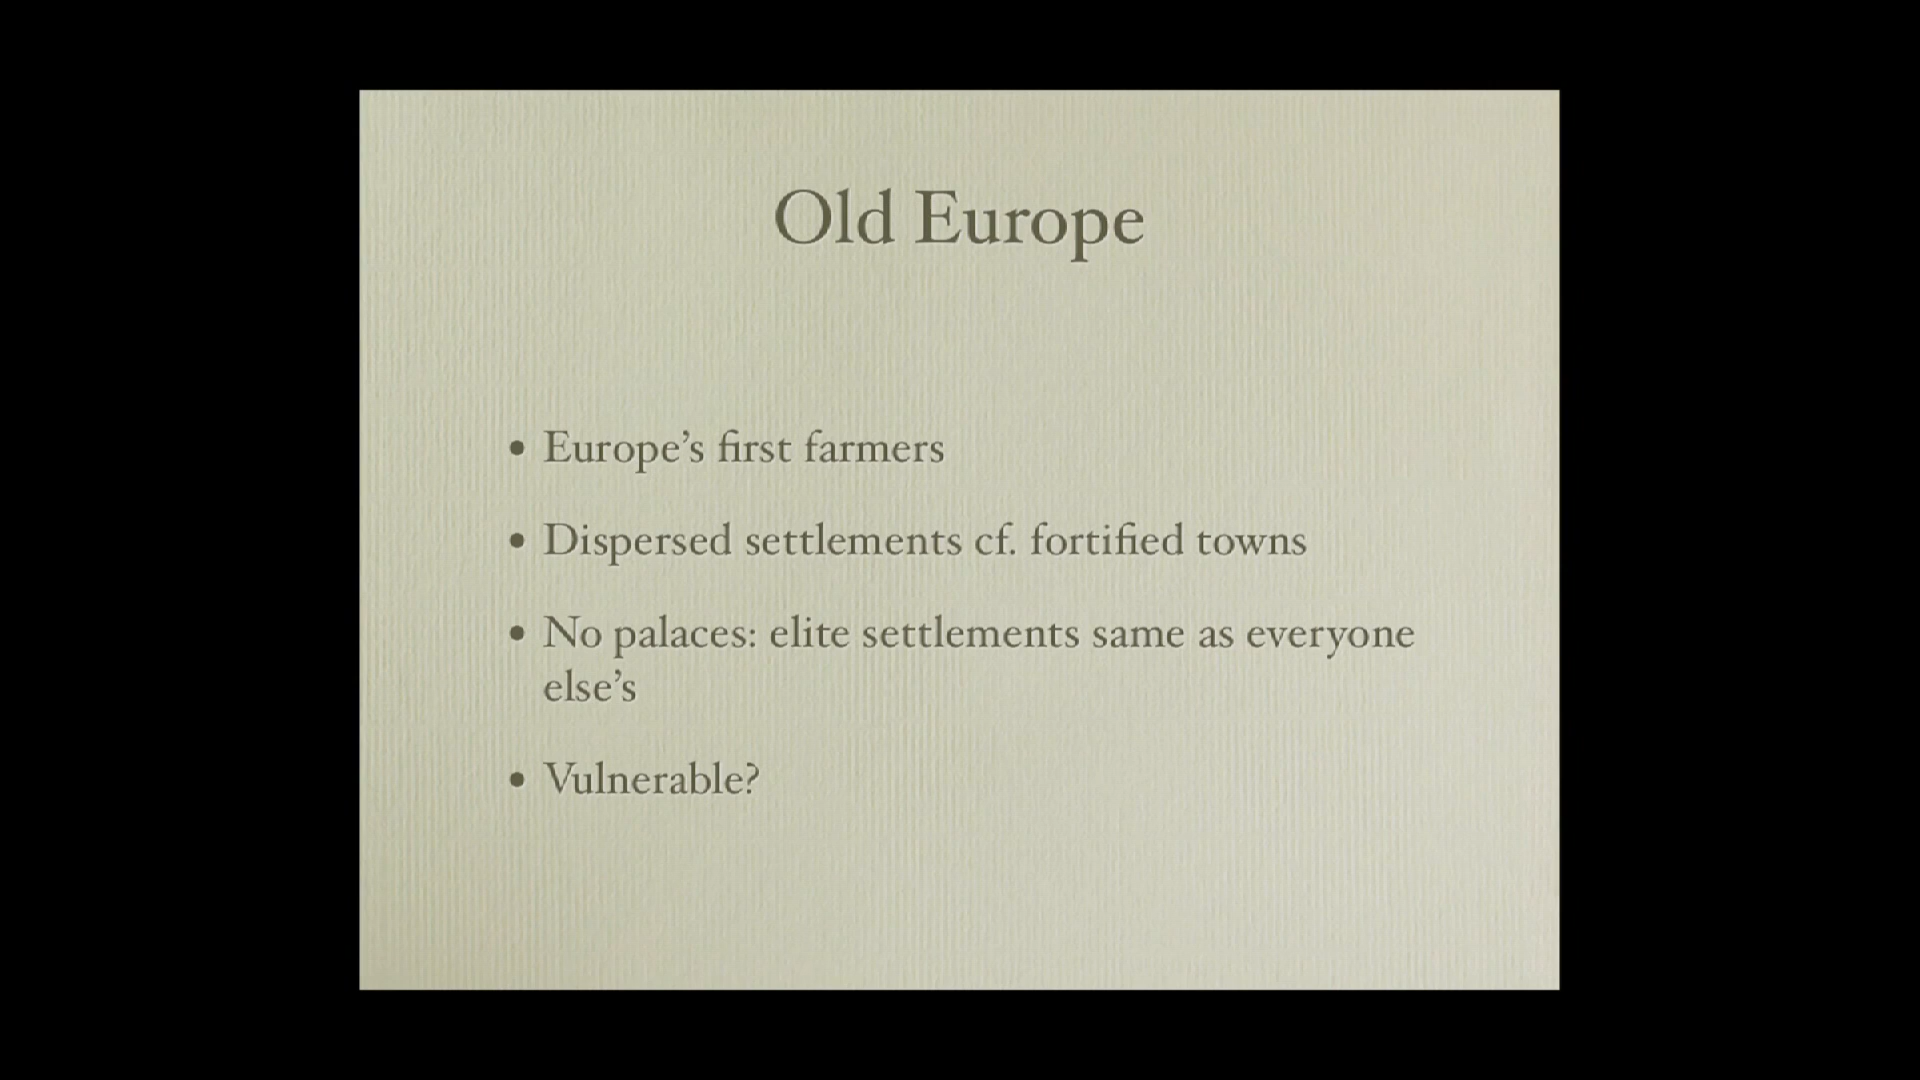 Old Europe
• Europe’s first farmers
• Dispersed settlements cf. fortified towns
• No palaces: elite settlements same as everyone
else’s
• Vulnerable?